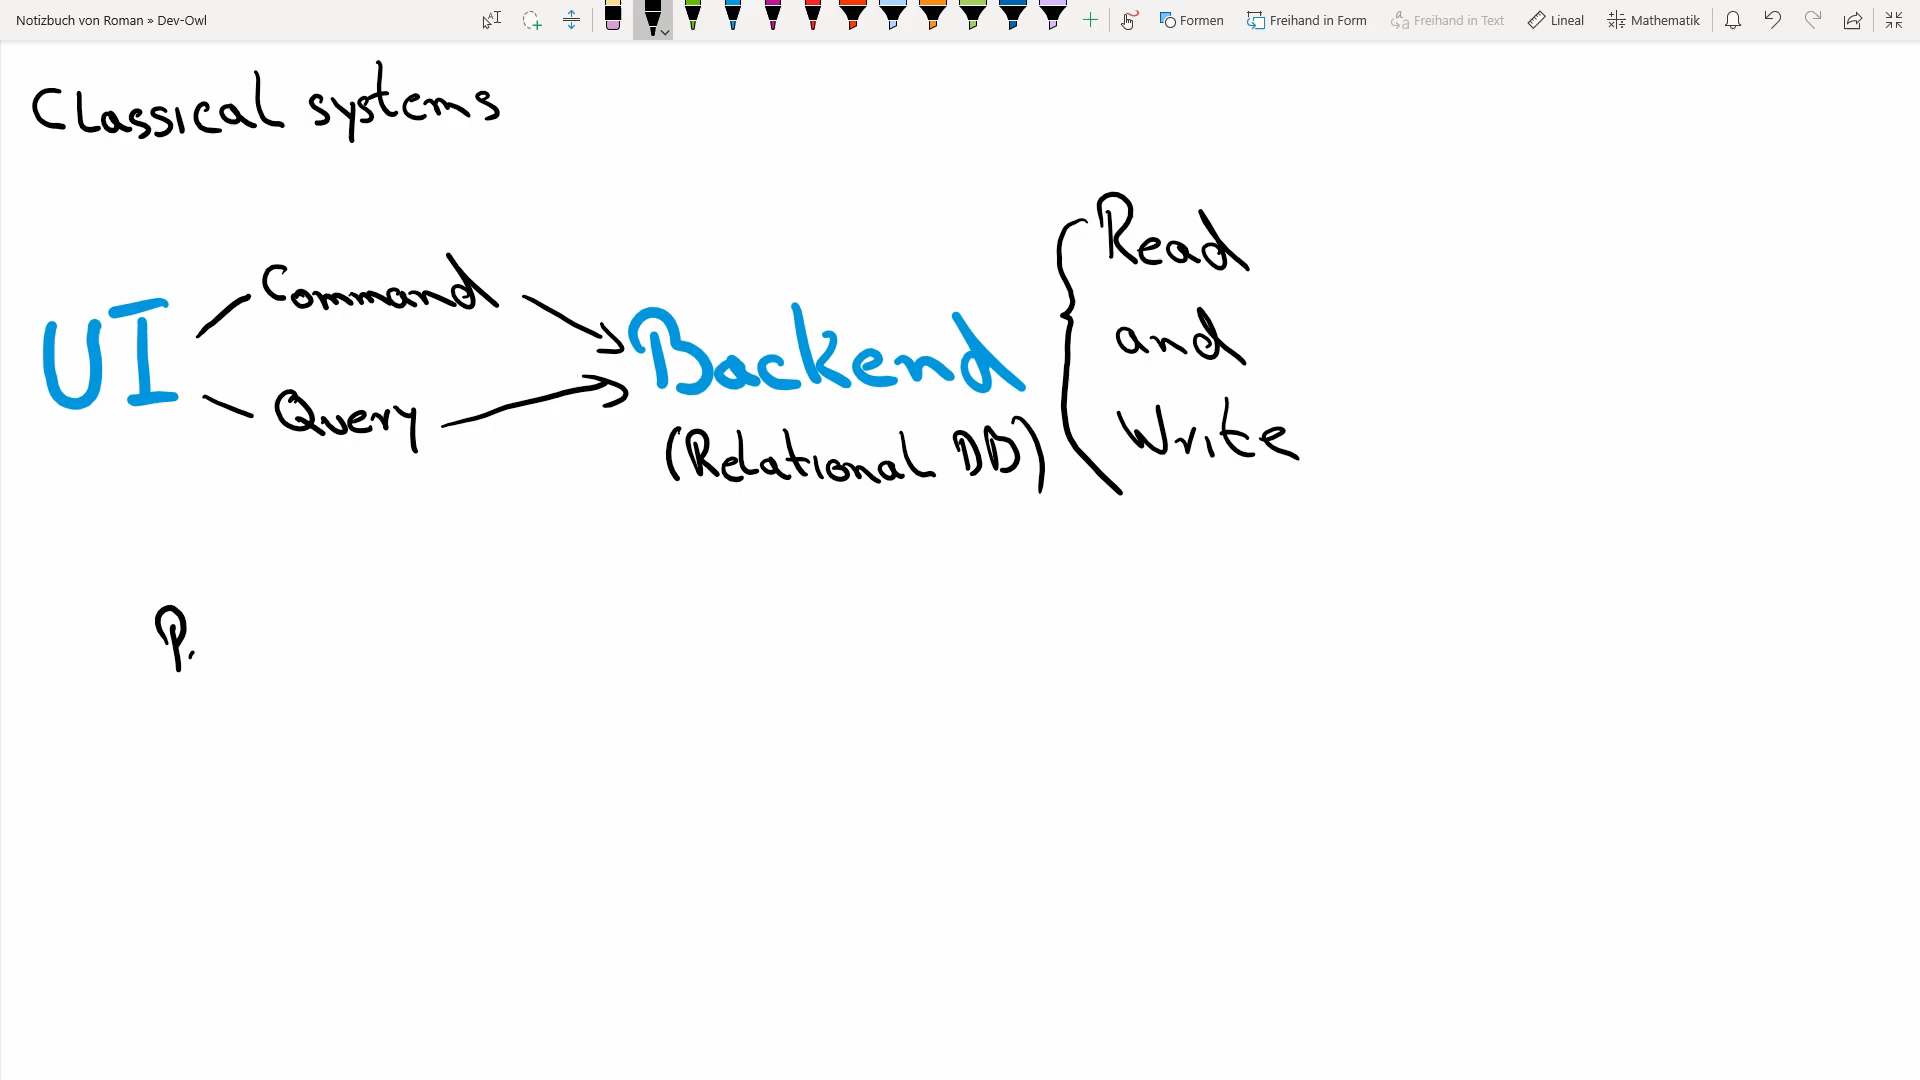 Notizbuch von Roman » Dev-Owl
Formen Freihand in Form Freihand in Text Lineal Mathematik
Classical systems
Read
Command
and
UI Backend
Query
Write
(Relational DB)
P.